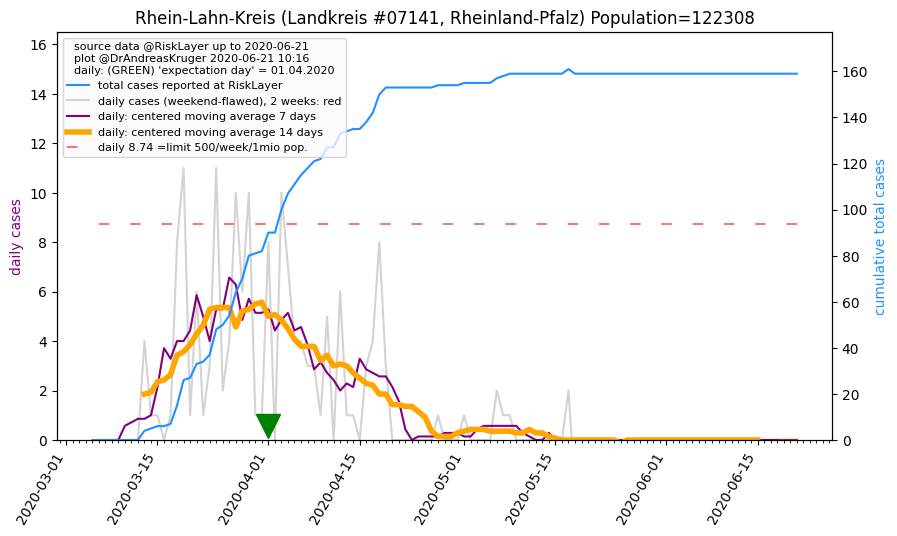 Rhein-Lahn-Kreis (Landkreis #07141, Rheinland-Pfalz) Population=122308
source data @RiskLayer up to 2020-06-21
plot @DrAndreasKruger 2020-06-21 10:16
daily: (GREEN) 'expectation day' = 01.04.2020
total cases reported at RiskLayer
daily cases (weekend-flawed), 2 weeks: red
daily: centered moving average 7 days
daily: centered moving average 14 days
daily 8.74 =limit 500/week/1mio pop.
daily cases
16
14
12
10
8
6
4
2
0
160
140
120
100
80
60
40
20
0
cumulative total cases
2020-03-01
2020-03-15
2020-04-01
2020-04-15
2020-05-01
2020-05-15
2020-06-01
2020-06-15